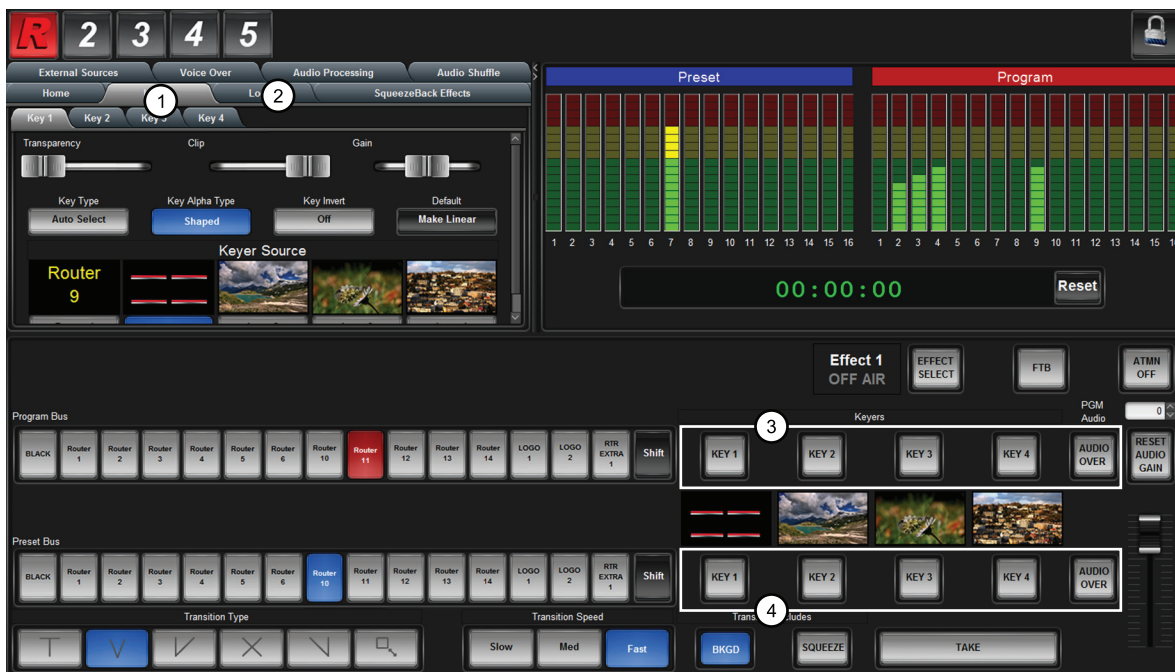 R 2 3 4 5
External Sources Voice Over Audio Processing Audio Shuffle
Home 1 Lo 2 SqueezeBack Effects
Key 1 Key 2 Key 3 Key 4
Transparency Clip Gain
Key Type Key Alpha Type Key Invert Default
Auto Select Shaped Off Make Linear
Keyer Source
Router
9
Preset Program
1 2 3 4 5 6 7 8 9 10 11 12 13 14 15 16 1 2 3 4 5 6 7 8 9 10 11 12 13 14 15
00:00:00 Reset
Effect 1
OFF AIR
EFFECT
SELECT
FTB
ATMN
OFF
Program Bus
Keyers
PGM
Audio
0
3
BLACK Router 1 Router 2 Router 3 Router 4 Router 5 Router 6 Router 10 Router 11 Router 12 Router 13 Router 14 LOGO 1 LOGO 2 RTR EXTRA 1 Shift
KEY 1 KEY 2 KEY 3 KEY 4 AUDIO OVER
RESET
AUDIO
GAIN
Preset Bus
BLACK Router 1 Router 2 Router 3 Router 4 Router 5 Router 6 Router 10 Router 11 Router 12 Router 13 Router 14 LOGO 1 LOGO 2 RTR EXTRA 1 Shift
KEY 1 KEY 2 KEY 3 KEY 4 AUDIO OVER
4
Transition Type Transition Speed
Slow Med Fast BKGD SQUEEZE TAKE